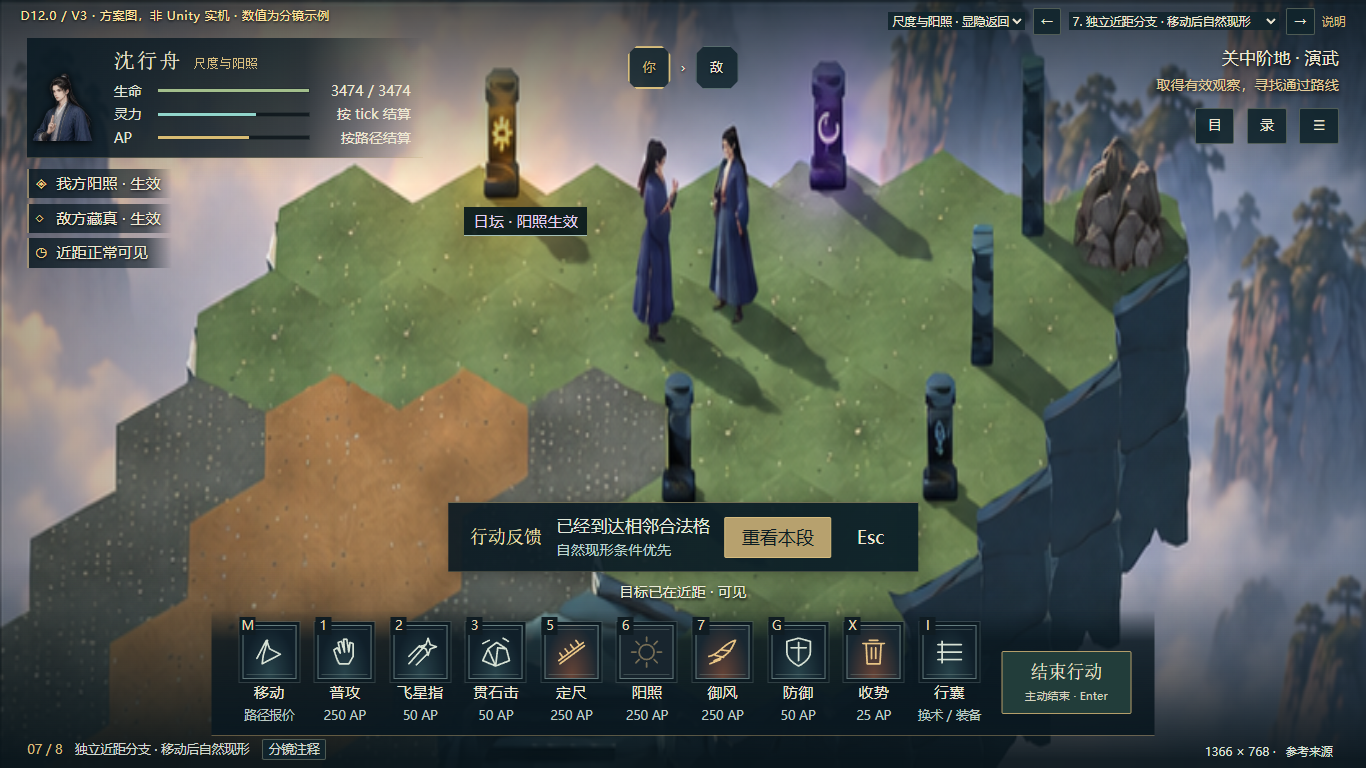 D12.0 / V3 · 方案图，非 Unity 实机 · 数值为分镜示例
尺度与阳照 · 显隐返回
←
7. 独立近距分支 · 移动后自然现形
→
说明
沈行舟 尺度与阳照
生命 3474 / 3474
灵力 按 tick 结算
AP 按路径结算
你
›
敌
关中阶地 · 演武
取得有效观察，寻找通过路线
目
录
☰
我方阳照 · 生效
敌方藏真 · 生效
近距正常可见
日坛 · 阳照生效
行动反馈
已经到达相邻合法格
自然现形条件优先
重看本段
Esc
目标已在近距 · 可见
M 1 2 3 5 6 7 G X I
移动 普攻 飞星指 贯石击 定尺 阳照 御风 防御 收势 行囊
路径报价 250 AP 50 AP 50 AP 250 AP 250 AP 250 AP 50 AP 25 AP 换术 / 装备
结束行动
主动结束 · Enter
07 / 8 独立近距分支 · 移动后自然现形 分镜注释
1366 × 768 · 参考来源